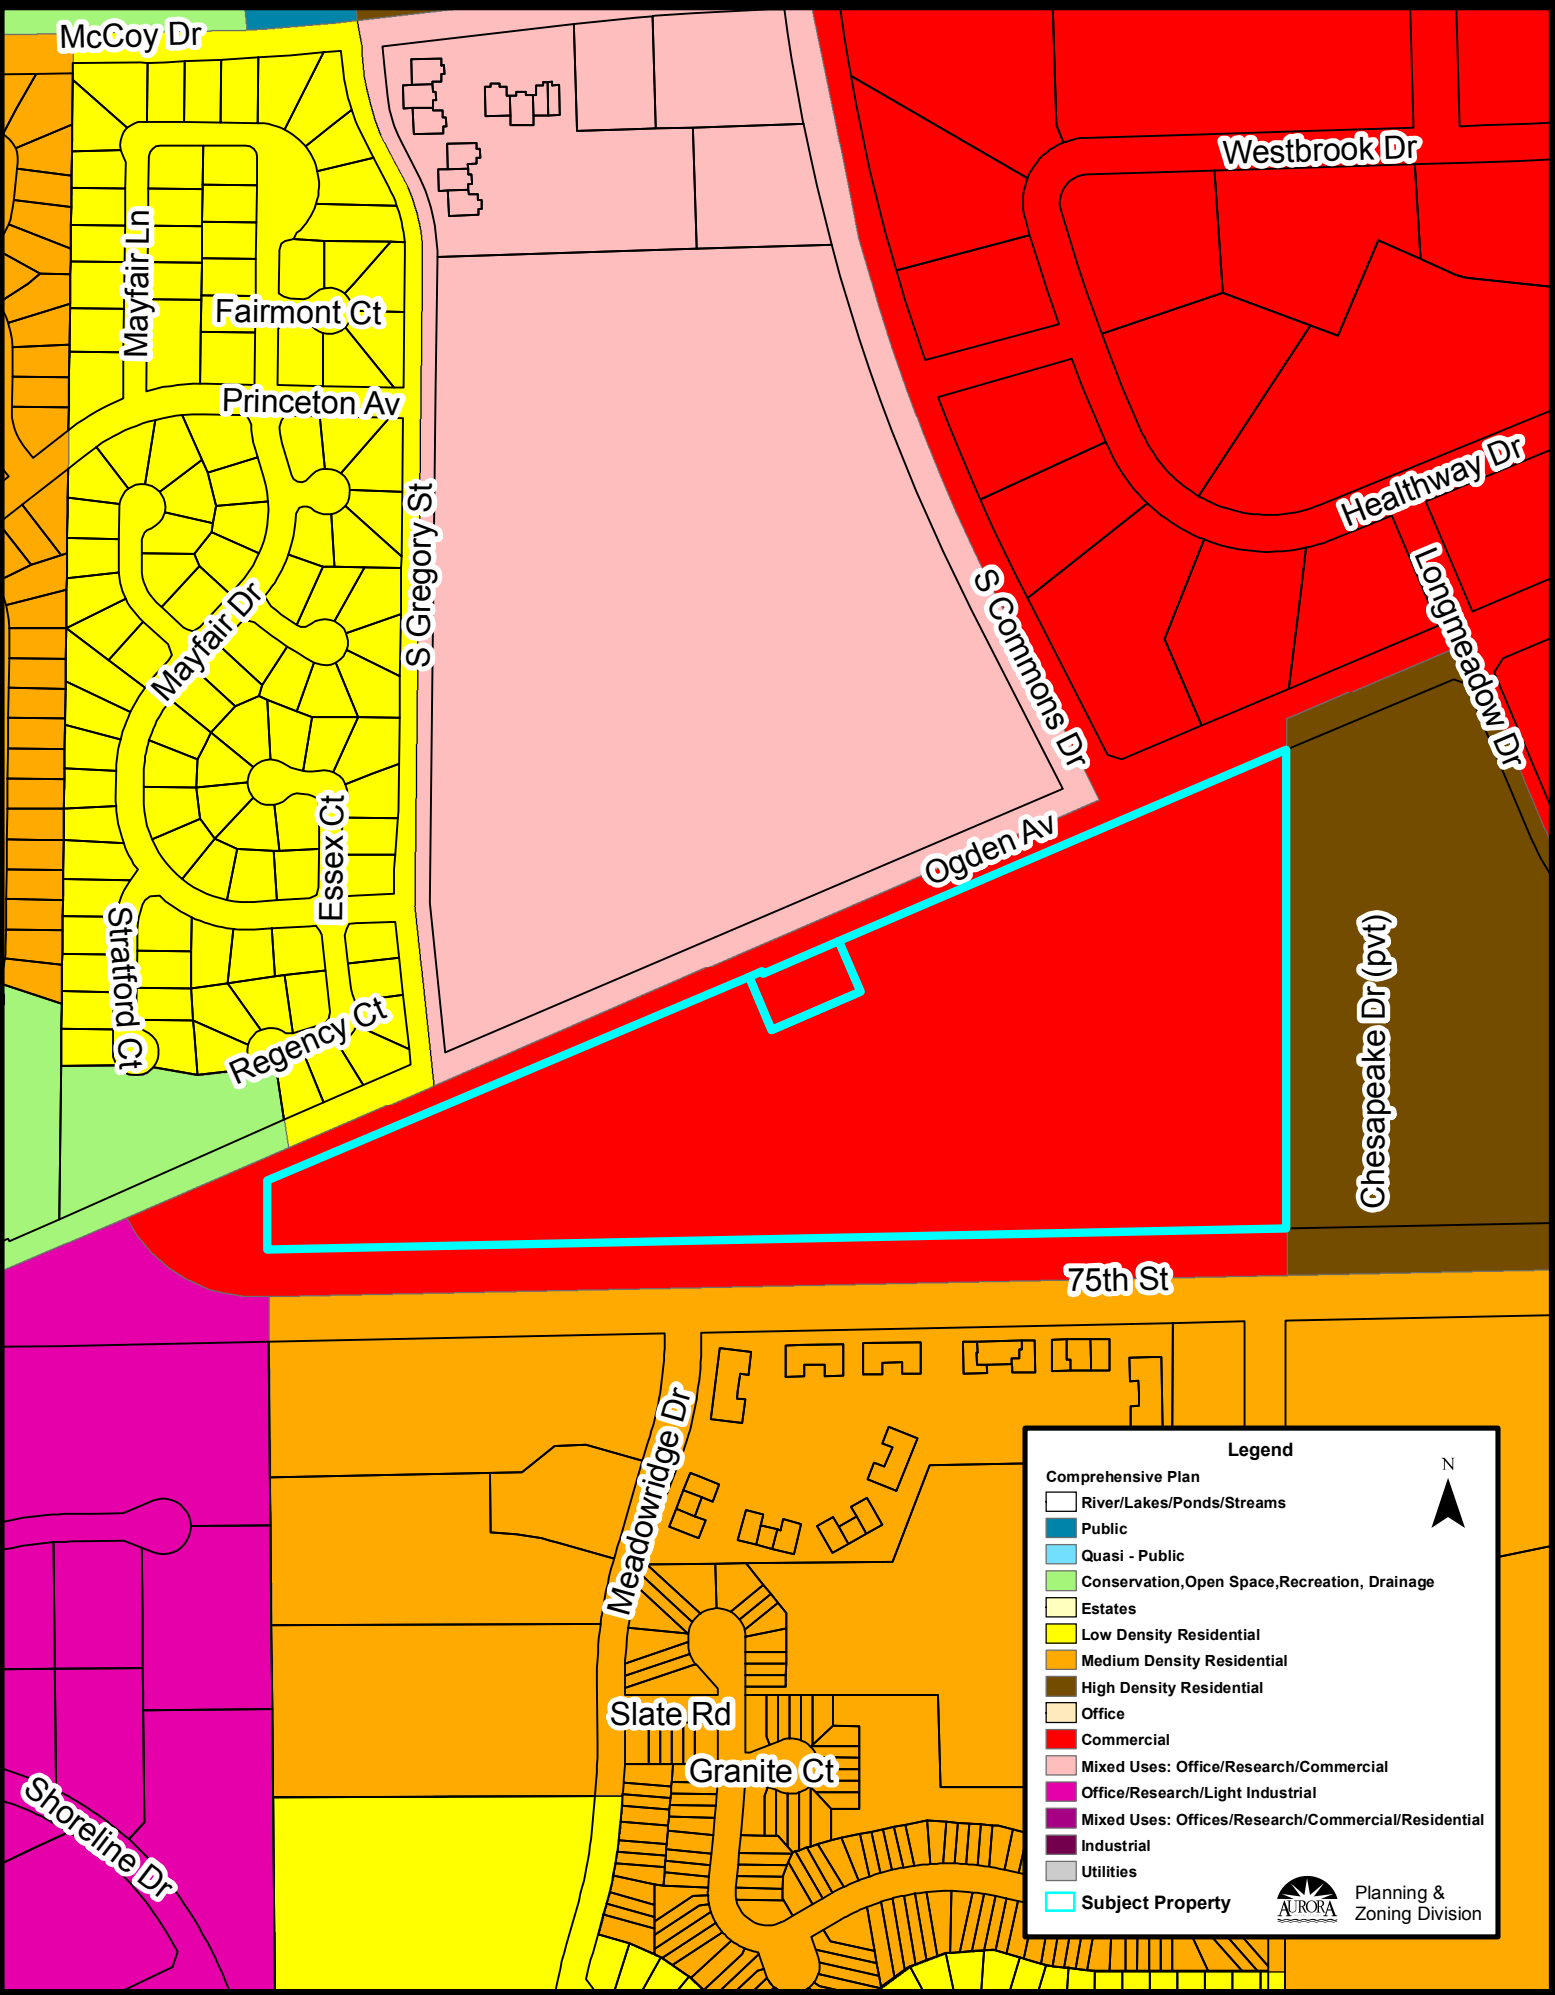 McCoy Dr
Westbrook Dr
Mayfair Ln
Fairmont Ct
Princeton Av
Healthway Dr
S Gregory St
Longmeadow Dr
S Commons Dr
Mayfair Dr
Essex Ct
Ogden Av
Stratford Ct
Chesapeake Dr (pvt)
Regency Ct
75th St
Meadowridge Dr
Slate Rd
Granite Ct
Shoreline Dr
Legend
Comprehensive Plan
N
River/Lakes/Ponds/Streams
Public
Quasi - Public
Conservation,Open Space,Recreation, Drainage
Estates
Low Density Residential
Medium Density Residential
High Density Residential
Office
Commercial
Mixed Uses: Office/Research/Commercial
Office/Research/Light Industrial
Mixed Uses: Offices/Research/Commercial/Residential
Industrial
Utilities
Subject Property
AURORA
Planning &
Zoning Division